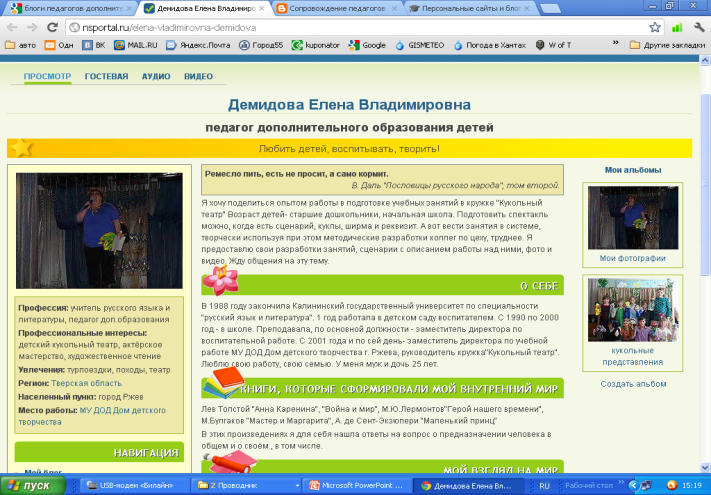 блоги педагогов дополнит
Демидова Елена Владимиро
Сопровождение педагогов
Персональные сайты и блог
nsportal.ru/elena-vladimirovna-demidova
авто
Одн
ВК
MAIL.RU
Яндекс.Почта
Город55
kuponator
Google
GISMETEO
Погода в Хантах
W of T
»
Другие закладки
ПРОСМОТР
ГОСТЕВАЯ
АУДИО
ВИДЕО
Демидова Елена Владимировна
педагог дополнительного образования детей
Любить детей, воспитывать, творить!
Профессия: учитель русского языка и
литературы, педагог доп.образования
Профессиональные интересы:
детский кукольный театр, актёрское
мастерство, художественное чтение
Увлечения: турпоездки, походы, театр
Регион: Тверская область
Населенный пункт: город Ржев
Место работы: МУ ДОД Дом детского
творчества
НАВИГАЦИЯ
Мой блог
Ремесло пить, есть не просит, а само кормит.
В. Даль "Пословицы русского народа", том второй.
Я хочу поделиться опытом работы в подготовке учебных занятий в кружке "Кукольный
театр" Возраст детей- старшие дошкольники, начальная школа. Подготовить спектакль
можно, когда есть сценарий, куклы, ширма и реквизит. А вот вести занятия в системе,
творчески используя при этом методические разработки коллег по цеху, труднее. Я
предоставлю свои разработки занятий, сценарии с описанием работы над ними, фото и
видео. Жду общения на эту тему.
О СЕБЕ
В 1988 году закончила Калининский государственный университет по специальности
"русский язык и литература". 1 год работала в детском саду воспитателем. С 1990 по 2000
год - в школе. Преподавала, по основной должности - заместитель директора по
воспитательной работе. С 2001 года и по сей день- заместитель директора по учебной
работе МУ ДОД Дом детского творчества г. Ржева, руководитель кружка"Кукольный театр".
Люблю свою работу, свою семью. У меня муж и дочь 25 лет.
КНИГИ, КОТОРЫЕ СФОРМИРОВАЛИ МОЙ ВНУТРЕННИЙ МИР
Лев Толстой "Анна Каренина", "Война и мир", М.Ю.Лермонтов"Герой нашего времени",
М.Булгаков "Мастер и Маргарита", А. де Сент-Экзюпери "Маленький принц"
В этих произведениях я для себя нашла ответы на вопрос о предназначении человека в
общем и о своём , в том числе.
МОЙ ВЗГЛЯД НА МИР
Мои альбомы
Мои фотографии
кукольные
представления
Создать альбом
пуск
USB-модем «Билайн»
2 Проводник
Microsoft PowerPoint ...
Демидова Елена Вл...
RU
Рабочий стол
»
15:19